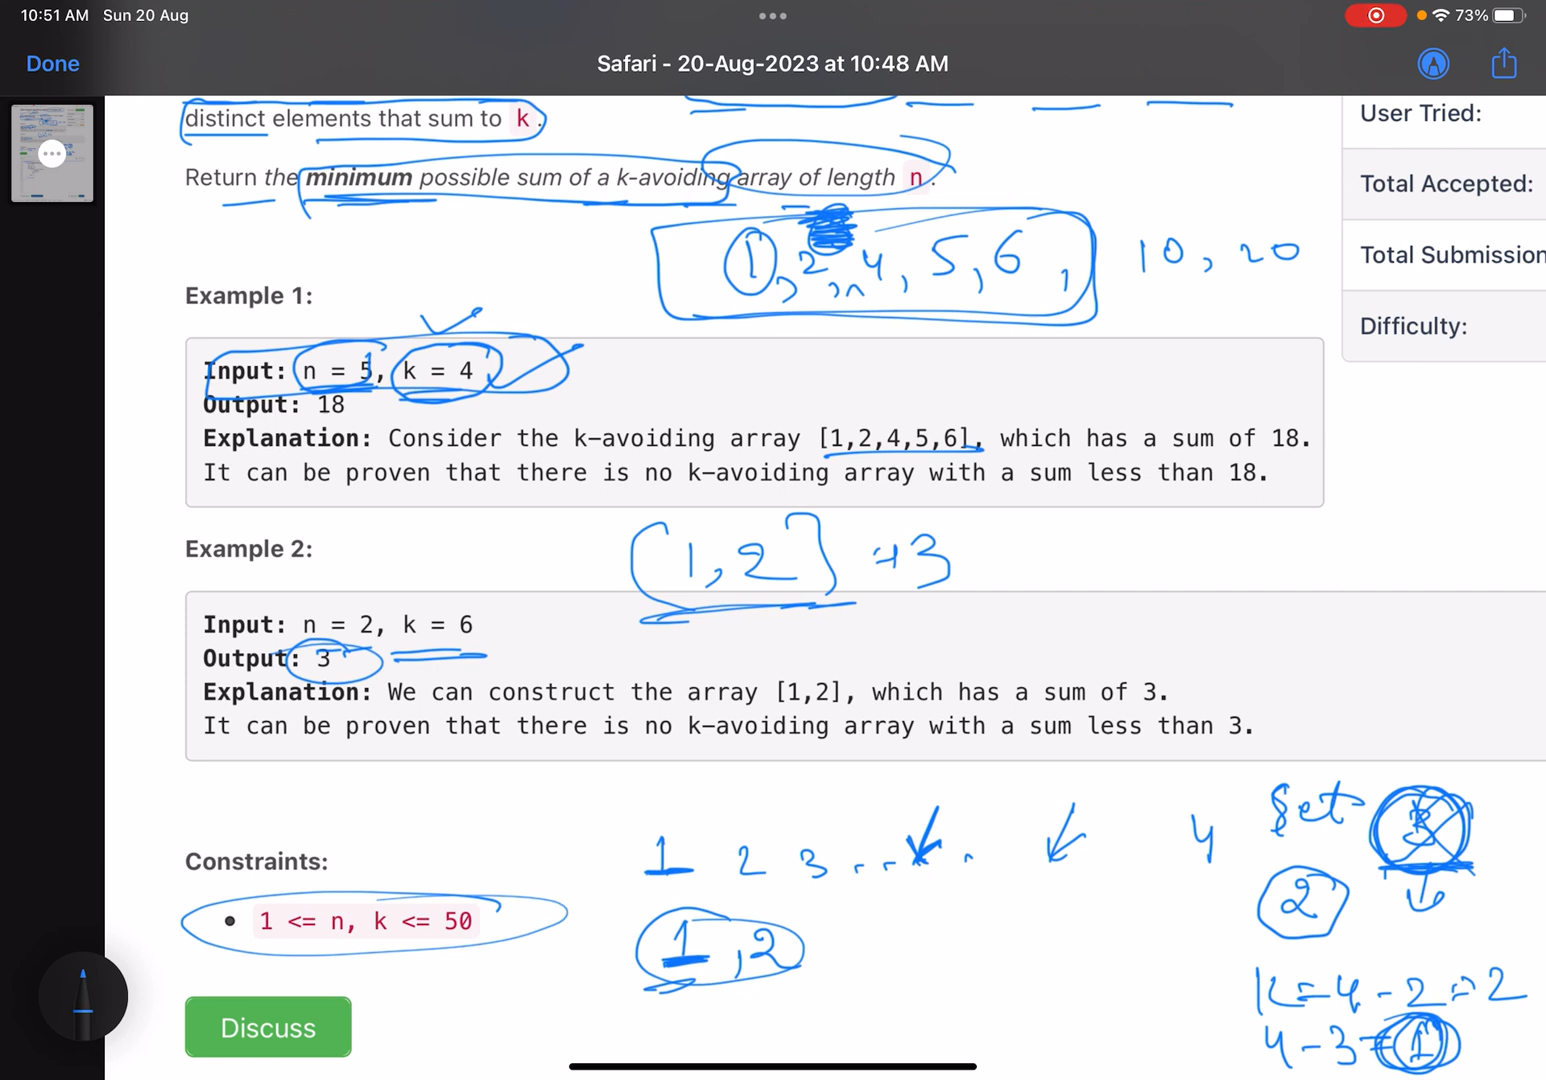 10:51 AM Sun 20 Aug
73%
Done
Safari - 20-Aug-2023 at 10:48 AM
distinct elements that sum to k.
User Tried:
Return the minimum possible sum of a k-avoiding array of length n.
Total Accepted:
1, 2, 4, 5, 6, 10, 20
Total Submission
Example 1:
Difficulty:
Input: n = 5, k = 4
Output: 18
Explanation: Consider the k-avoiding array [1,2,4,5,6], which has a sum of 18.
It can be proven that there is no k-avoiding array with a sum less than 18.
Example 2:
[1,2] → 3
Input: n = 2, k = 6
Output: 3
Explanation: We can construct the array [1,2], which has a sum of 3.
It can be proven that there is no k-avoiding array with a sum less than 3.
Set 3
Constraints:
1 2 3 . . . . 4
2
1 <= n, k <= 50
1, 2
K=4-2=2
Discuss
4-3=1